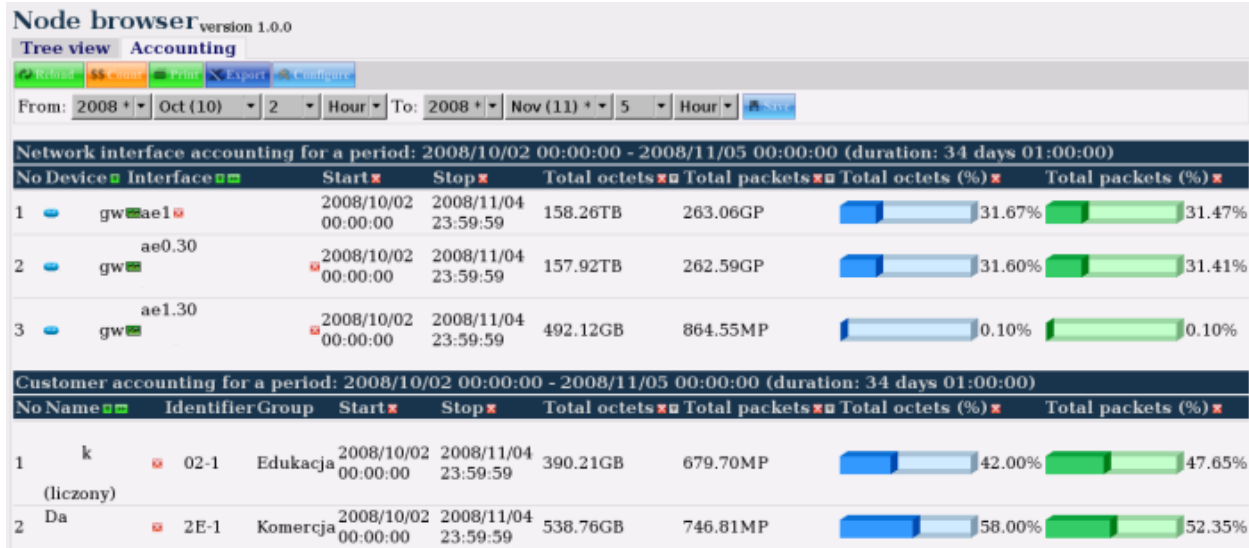 Node browser version 1.0.0
Tree view Accounting
Reload $$ Count Print Export Configure
From: 2008 * Oct (10) 2 Hour To: 2008 * Nov (11) * 5 Hour Save
Network interface accounting for a period: 2008/10/02 00:00:00 - 2008/11/05 00:00:00 (duration: 34 days 01:00:00)
No Device Interface Start Stop Total octets Total packets Total octets (%) Total packets (%)
1 gw ae1 2008/10/02 00:00:00 2008/11/04 23:59:59 158.26TB 263.06GP 31.67% 31.47%
2 gw ae0.30 2008/10/02 00:00:00 2008/11/04 23:59:59 157.92TB 262.59GP 31.60% 31.41%
3 gw ae1.30 2008/10/02 00:00:00 2008/11/04 23:59:59 492.12GB 864.55MP 0.10% 0.10%
Customer accounting for a period: 2008/10/02 00:00:00 - 2008/11/05 00:00:00 (duration: 34 days 01:00:00)
No Name Identifier Group Start Stop Total octets Total packets Total octets (%) Total packets (%)
1 k (liczony) 02-1 Edukacja 2008/10/02 00:00:00 2008/11/04 23:59:59 390.21GB 679.70MP 42.00% 47.65%
2 Da 2E-1 Komercja 2008/10/02 00:00:00 2008/11/04 23:59:59 538.76GB 746.81MP 58.00% 52.35%